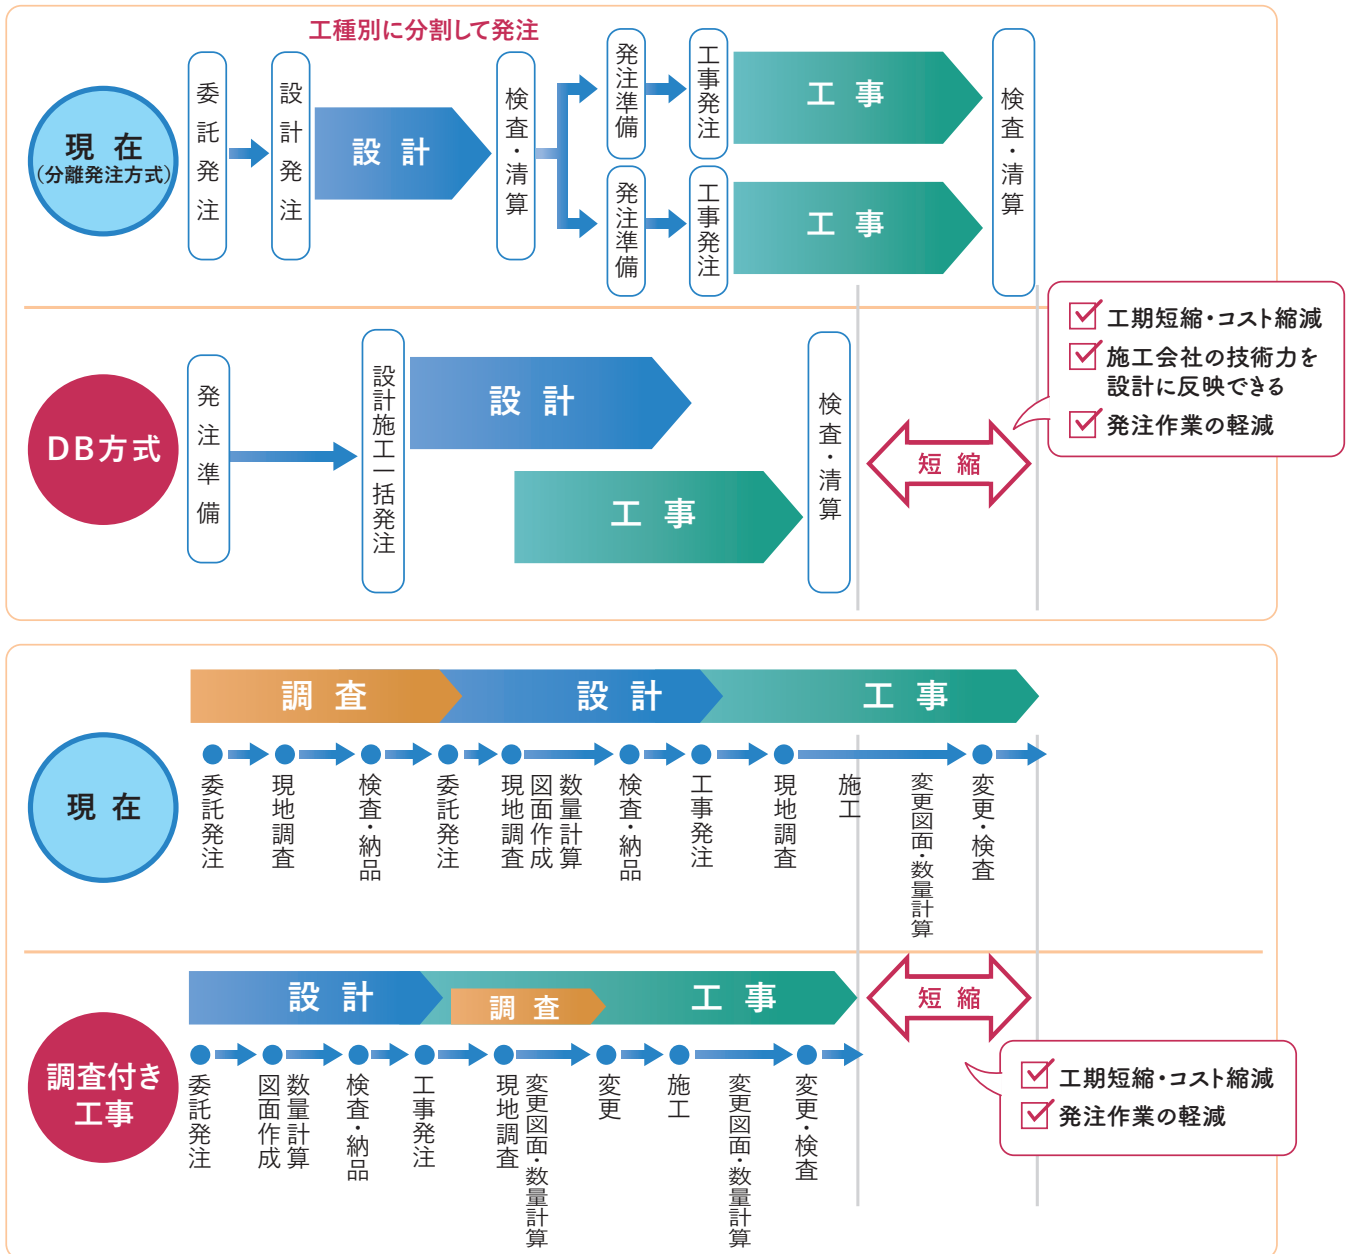 工種別に分割して発注
現在
(分離発注方式)
委託発注
設計発注
設計
検査・清算
発注準備
工事発注
工事
発注準備
工事発注
工事
検査・清算
DB方式
発注準備
設計施工一括発注
設計
工事
検査・清算
短縮
工期短縮・コスト縮減
施工会社の技術力を
設計に反映できる
発注作業の軽減
現在
調査
設計
工事
委託発注
現地調査
検査・納品
委託発注
現地調査
図面作成
数量計算
検査・納品
工事発注
現地調査
施工
変更図面・数量計算
変更・検査
調査付き
工事
設計
調査
工事
委託発注
図面作成
数量計算
検査・納品
工事発注
現地調査
変更図面・数量計算
変更
施工
変更図面・数量計算
変更・検査
短縮
工期短縮・コスト縮減
発注作業の軽減